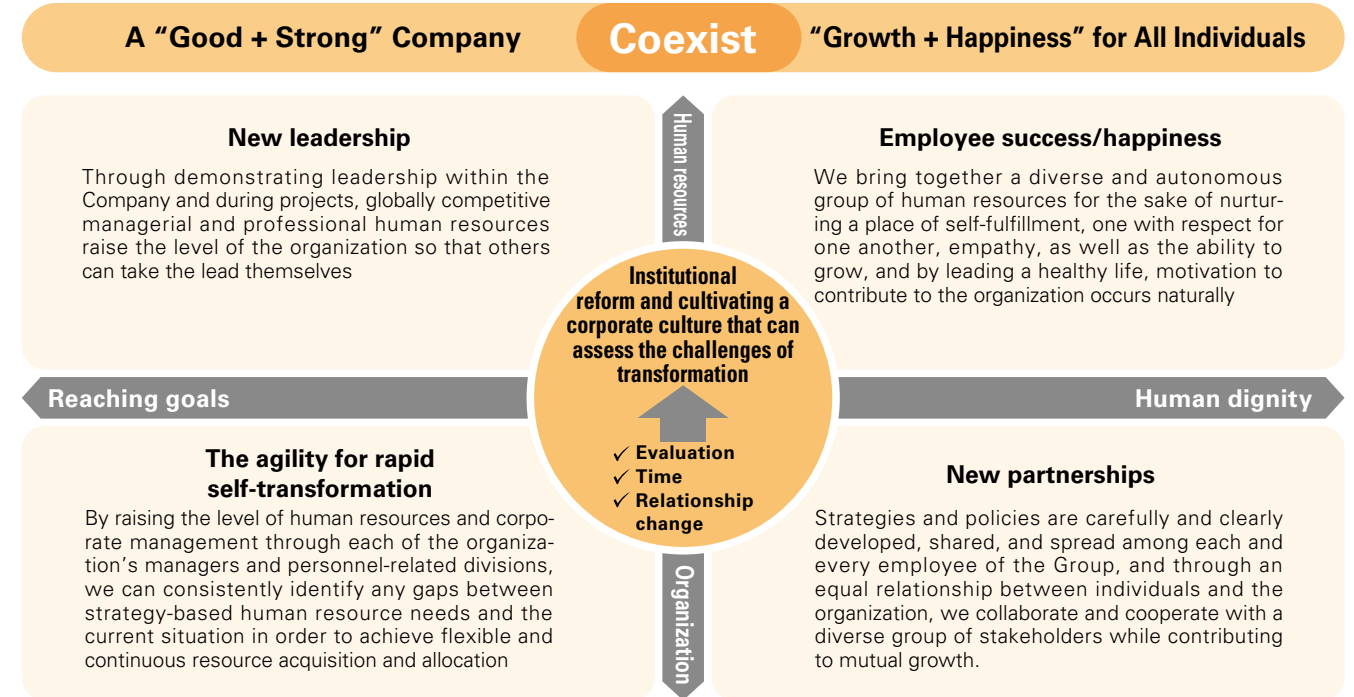 A “Good + Strong” Company
Coexist
“Growth + Happiness” for All Individuals
New leadership
Through demonstrating leadership within the
Company and during projects, globally competitive
managerial and professional human resources
raise the level of the organization so that others
can take the lead themselves
Human resources
Employee success/happiness
We bring together a diverse and autonomous
group of human resources for the sake of nurtur-
ing a place of self-fulfillment, one with respect for
one another, empathy, as well as the ability to
grow, and by leading a healthy life, motivation to
contribute to the organization occurs naturally
Institutional
reform and cultivating a
corporate culture that can
assess the challenges of
transformation
Reaching goals
Human dignity
✓ Evaluation
✓ Time
✓ Relationship
change
The agility for rapid
self-transformation
By raising the level of human resources and corpo-
rate management through each of the organiza-
tion’s managers and personnel-related divisions,
we can consistently identify any gaps between
strategy-based human resource needs and the
current situation in order to achieve flexible and
continuous resource acquisition and allocation
Organization
New partnerships
Strategies and policies are carefully and clearly
developed, shared, and spread among each and
every employee of the Group, and through an
equal relationship between individuals and the
organization, we collaborate and cooperate with a
diverse group of stakeholders while contributing
to mutual growth.